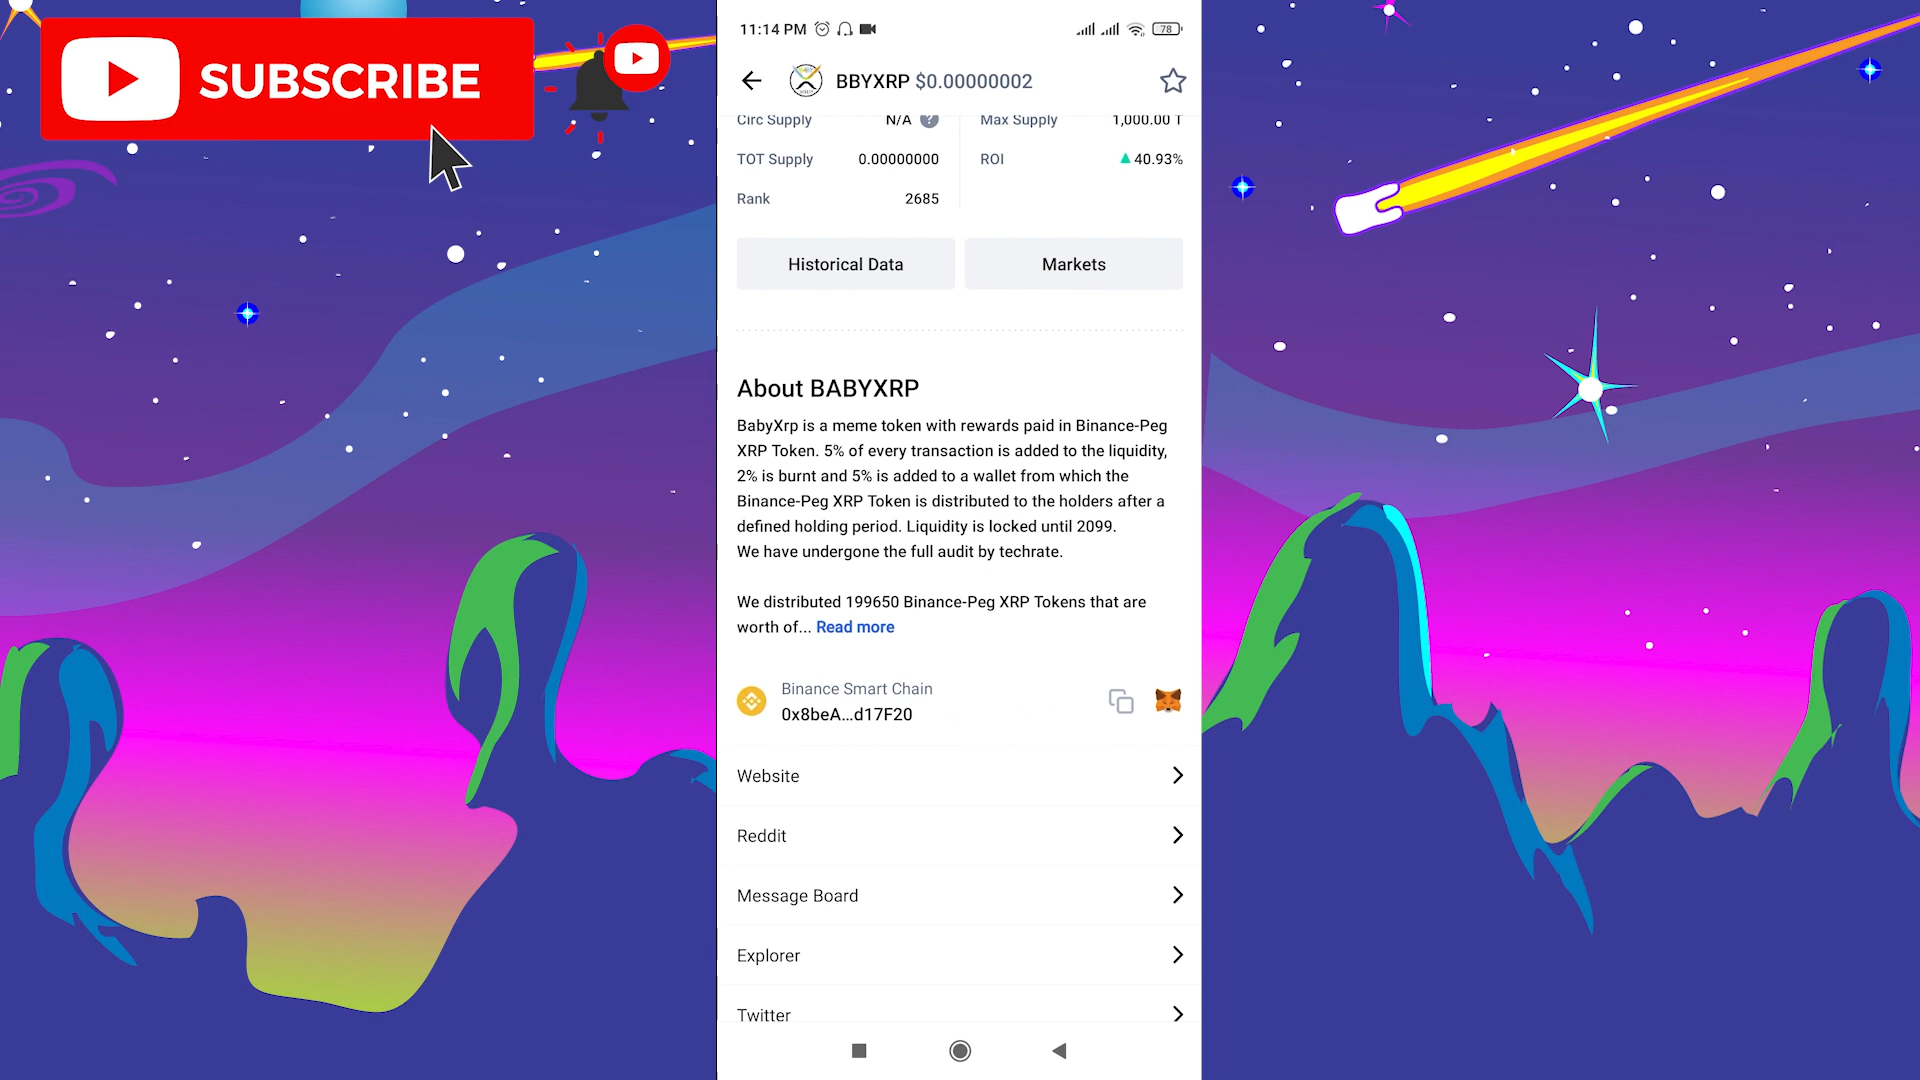 SUBSCRIBE
11:14 PM
78
BBYXRP $0.00000002
Circ Supply N/A ?
Max Supply 1,000.00 T
TOT Supply 0.00000000
ROI 40.93%
Rank 2685
Historical Data
Markets
About BABYXRP
BabyXrp is a meme token with rewards paid in Binance-Peg
XRP Token. 5% of every transaction is added to the liquidity,
2% is burnt and 5% is added to a wallet from which the
Binance-Peg XRP Token is distributed to the holders after a
defined holding period. Liquidity is locked until 2099.
We have undergone the full audit by techrate.
We distributed 199650 Binance-Peg XRP Tokens that are
worth of... Read more
Binance Smart Chain
0x8beA...d17F20
Website
Reddit
Message Board
Explorer
Twitter